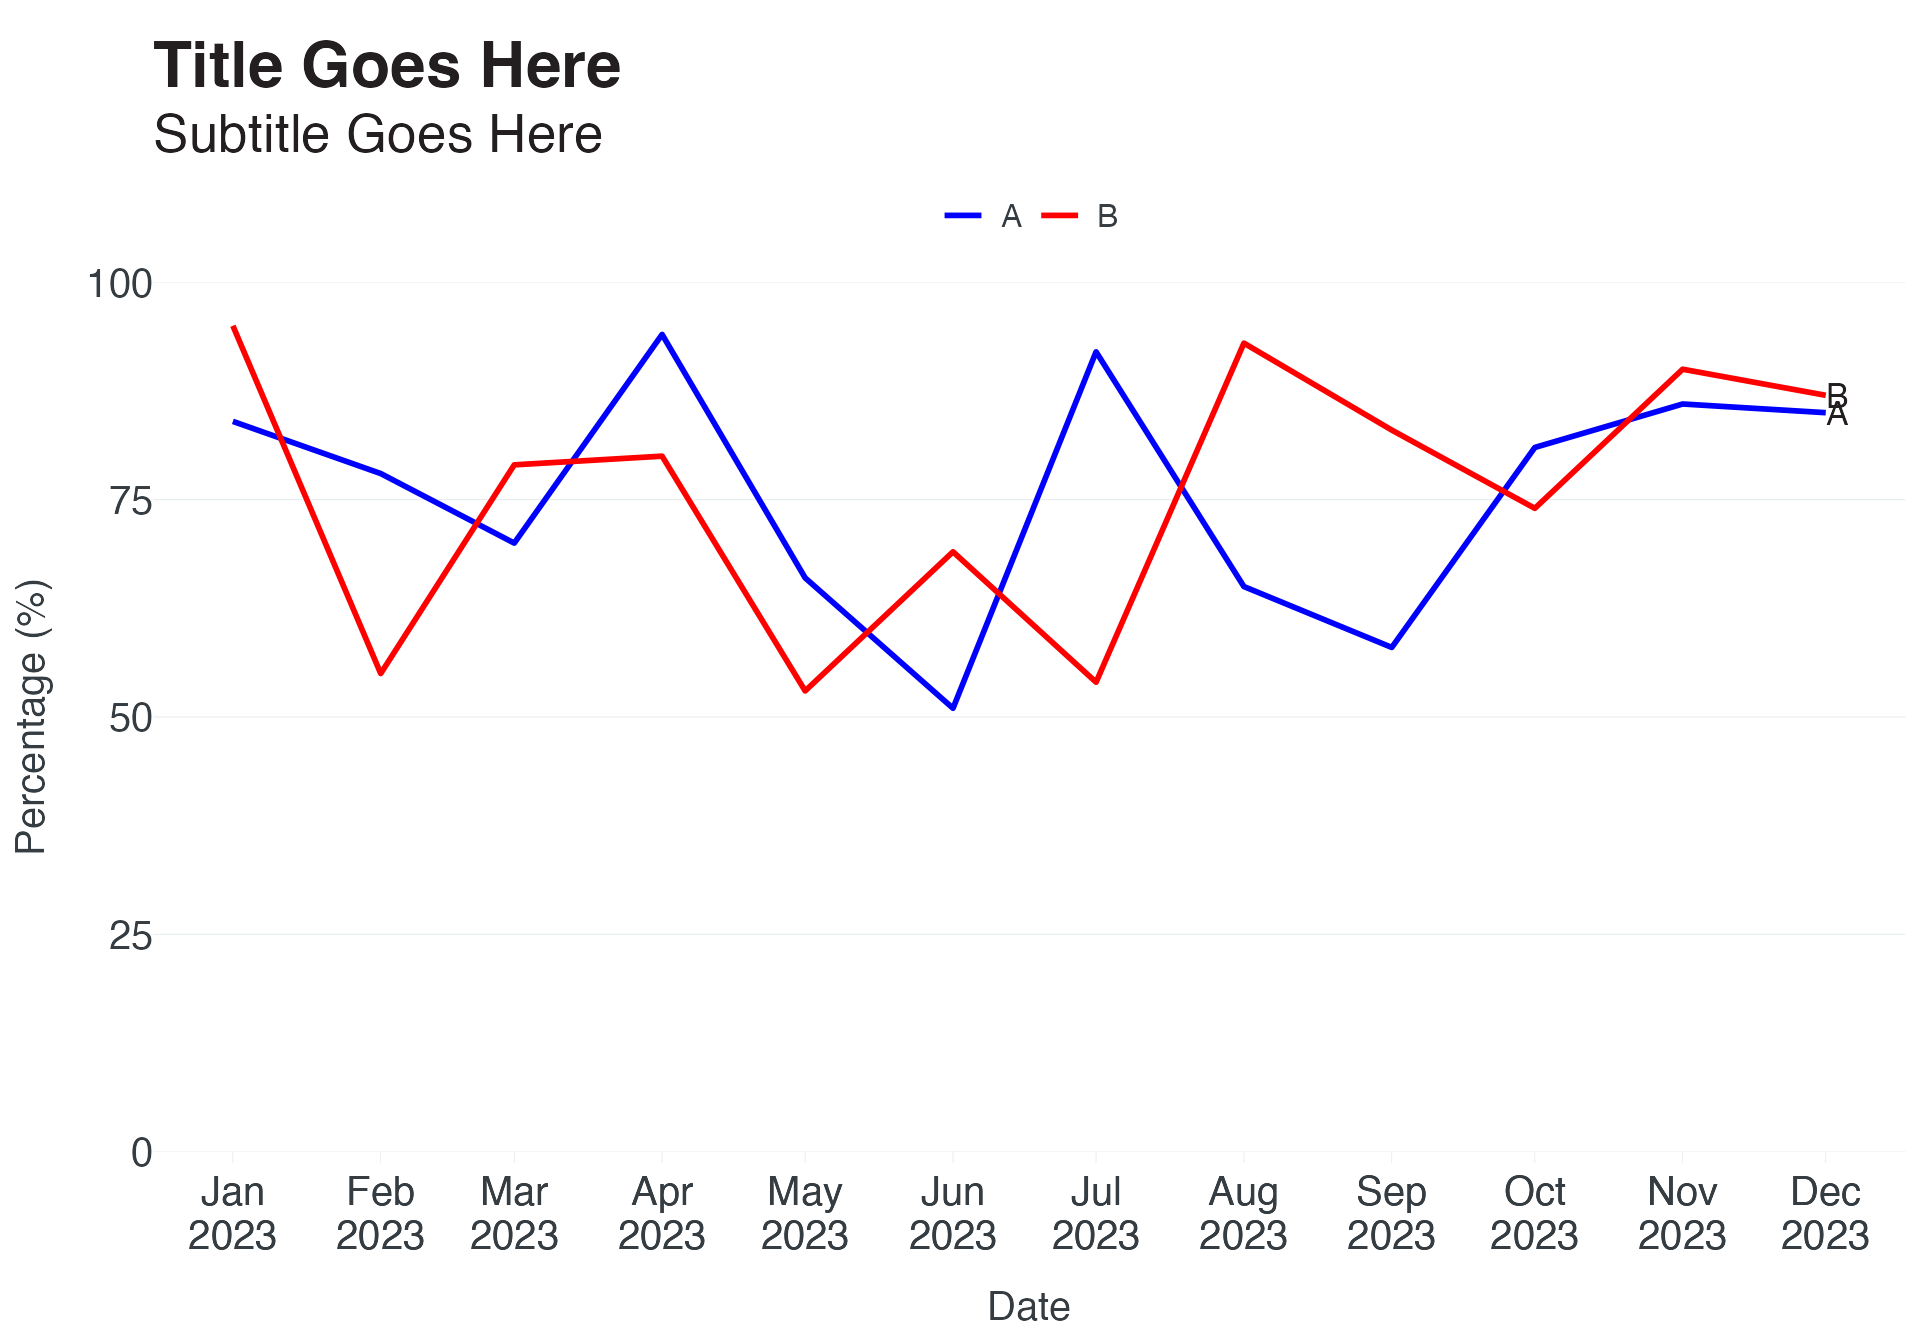 Title Goes Here
Subtitle Goes Here
A B
100
75
50
25
0
Percentage (%)
B
A
Jan Feb Mar Apr May Jun Jul Aug Sep Oct Nov Dec
2023 2023 2023 2023 2023 2023 2023 2023 2023 2023 2023 2023
Date